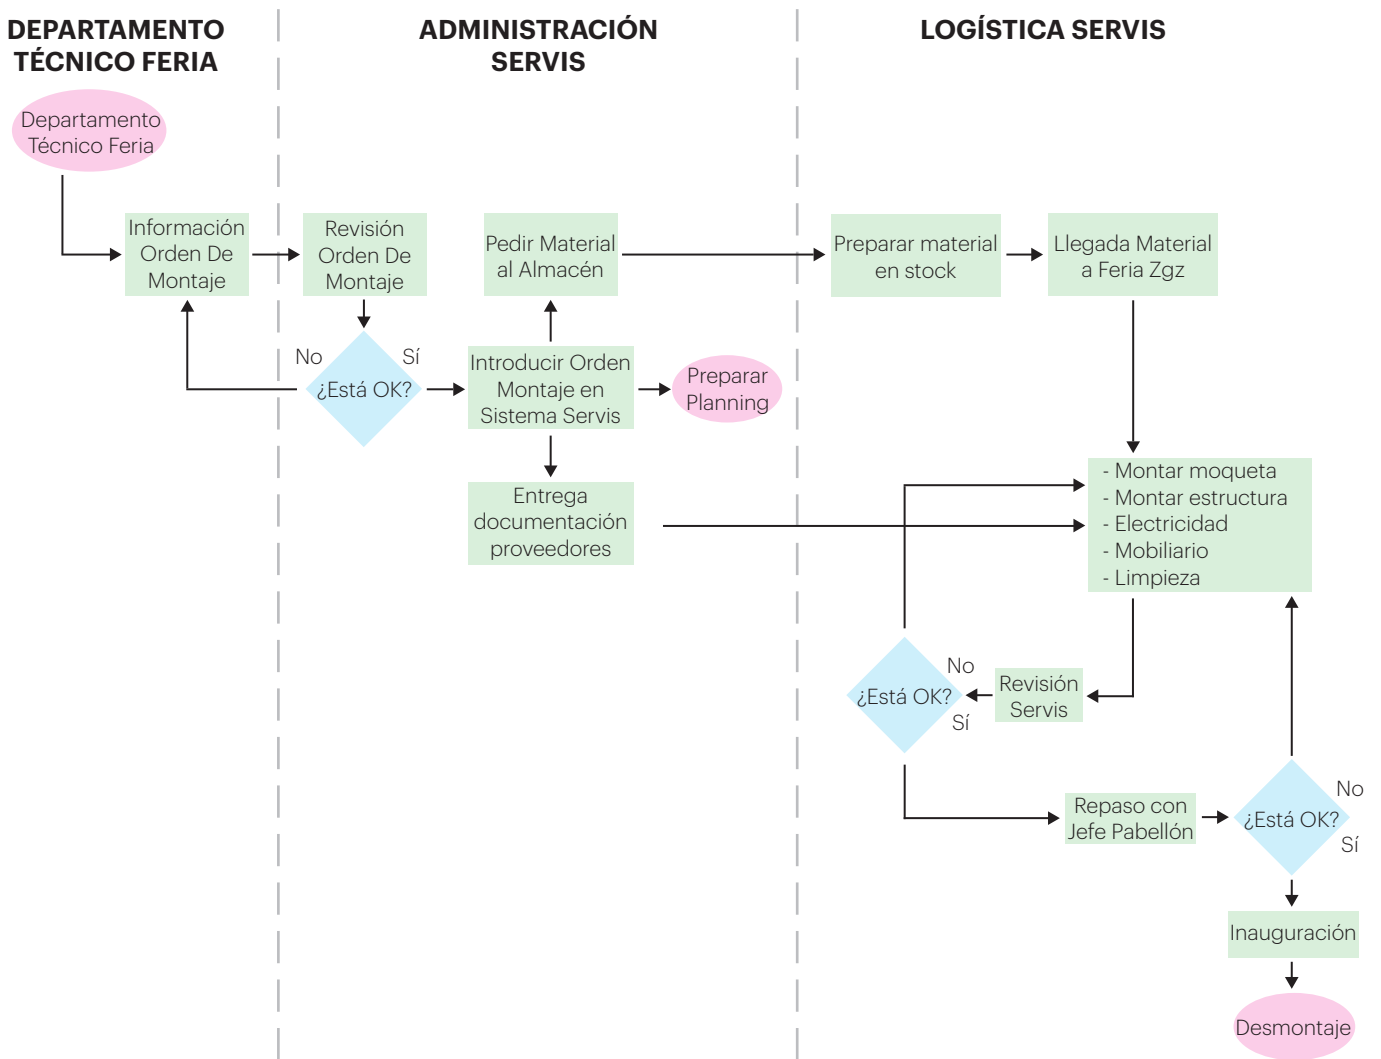 DEPARTAMENTO
TÉCNICO FERIA
ADMINISTRACIÓN
SERVIS
LOGÍSTICA SERVIS
Departamento
Técnico Feria
Información
Orden De
Montaje
Revisión
Orden De
Montaje
Pedir Material
al Almacén
Preparar material
en stock
Llegada Material
a Feria Zgz
No
Sí
¿Está OK?
Introducir Orden
Montaje en
Sistema Servis
Preparar
Planning
Entrega
documentación
proveedores
- Montar moqueta
- Montar estructura
- Electricidad
- Mobiliario
- Limpieza
No
¿Está OK?
Sí
Revisión
Servis
Repaso con
Jefe Pabellón
No
¿Está OK?
Sí
Inauguración
Desmontaje